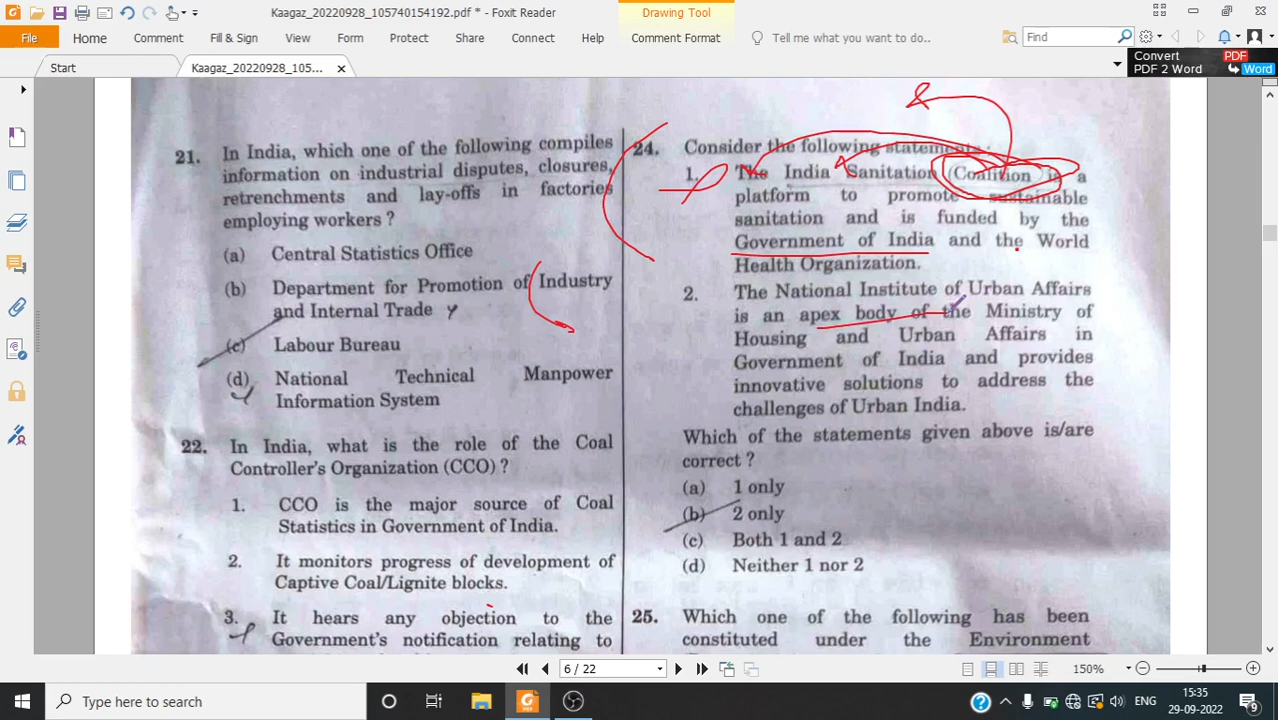 Kaagaz_20220928_105740154192.pdf * - Foxit Reader
Drawing Tool
File Home Comment Fill & Sign View Form Protect Share Connect Help Comment Format Tell me what you want to do.. Find
Start
Kaagaz_20220928_105...
Convert PDF
PDF 2 Word Word
21. In India, which one of the following compiles
information on industrial disputes, closures,
retrenchments and lay-offs in factories
employing workers ?
(a) Central Statistics Office
(b) Department for Promotion of Industry
and Internal Trade
(c) Labour Bureau
(d) National Technical Manpower
Information System
22. In India, what is the role of the Coal
Controller's Organization (CCO) ?
1. CCO is the major source of Coal
Statistics in Government of India.
2. It monitors progress of development of
Captive Coal/Lignite blocks.
3. It hears any objection to the
Government's notification relating to
24. Consider the following statements
1. The India Sanitation Coalition is a
platform to promote sustainable
sanitation and is funded by the
Government of India and the World
Health Organization.
2. The National Institute of Urban Affairs
is an apex body of the Ministry of
Housing and Urban Affairs in
Government of India and provides
innovative solutions to address the
challenges of Urban India.
Which of the statements given above is/are
correct ?
(a) 1 only
(b) 2 only
(c) Both 1 and 2
(d) Neither 1 nor 2
25. Which one of the following has been
constituted under the Environment
6 / 22
150%
Type here to search
ENG
15:35
29-09-2022
9